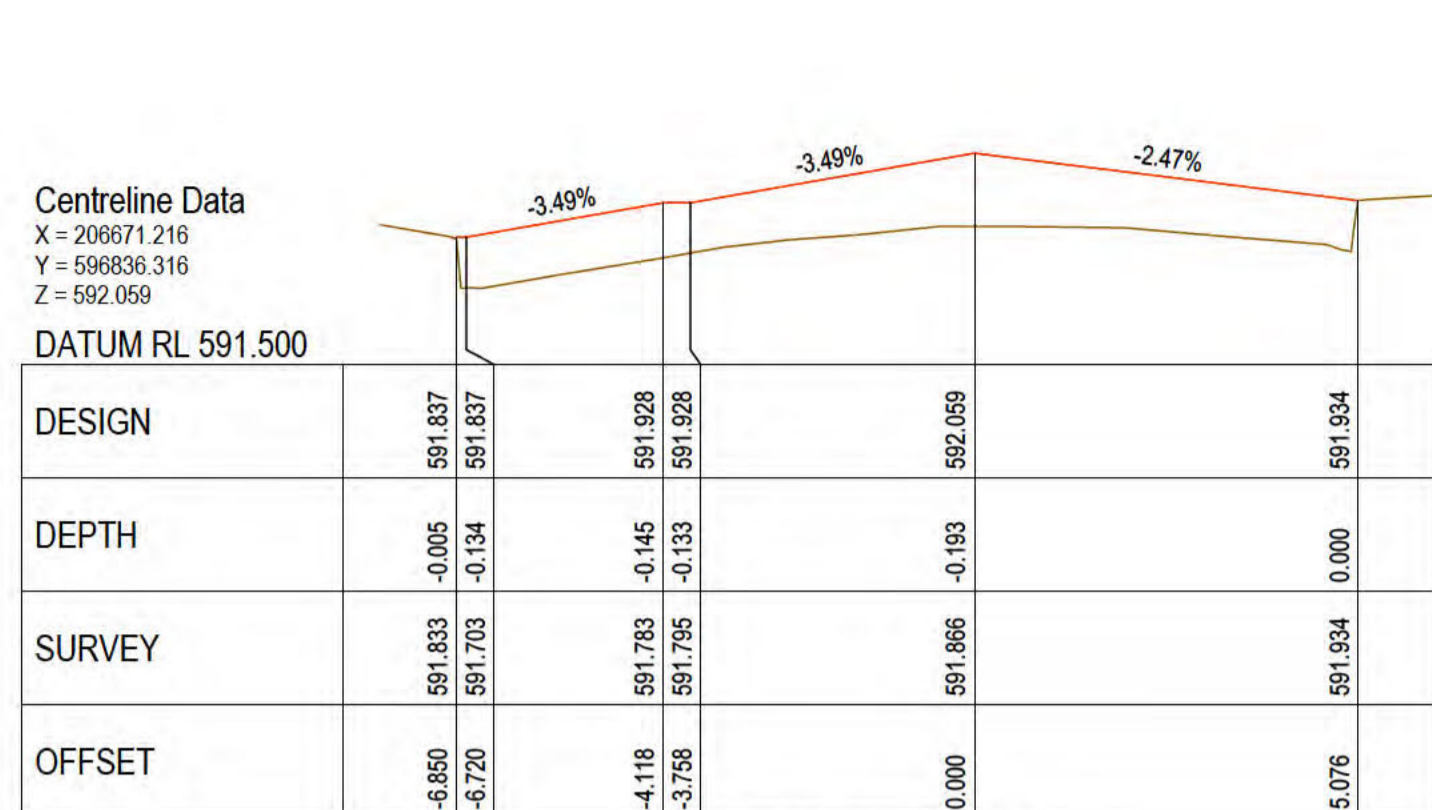 -3.49%
-3.49%
-2.47%
Centreline Data
X = 206671.216
Y = 596836.316
Z = 592.059
DATUM RL 591.500
DESIGN 591.837 591.837 591.928 591.928 592.059 591.934
DEPTH -0.005 -0.134 -0.145 -0.133 -0.193 0.000
SURVEY 591.833 591.703 591.783 591.795 591.866 591.934
OFFSET -6.850 -6.720 -4.118 -3.758 0.000 5.076